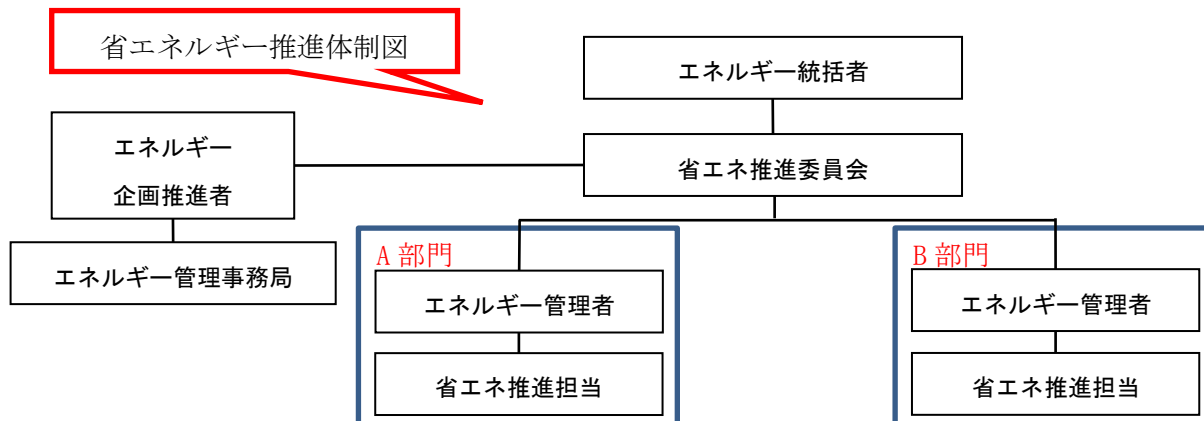 省エネルギー推進体制図
エネルギー統括者
エネルギー
企画推進者
省エネ推進委員会
エネルギー管理事務局
A 部門
エネルギー管理者
省エネ推進担当
B 部門
エネルギー管理者
省エネ推進担当